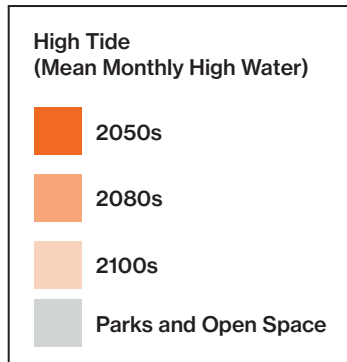 High Tide
(Mean Monthly High Water)
2050s
2080s
2100s
Parks and Open Space